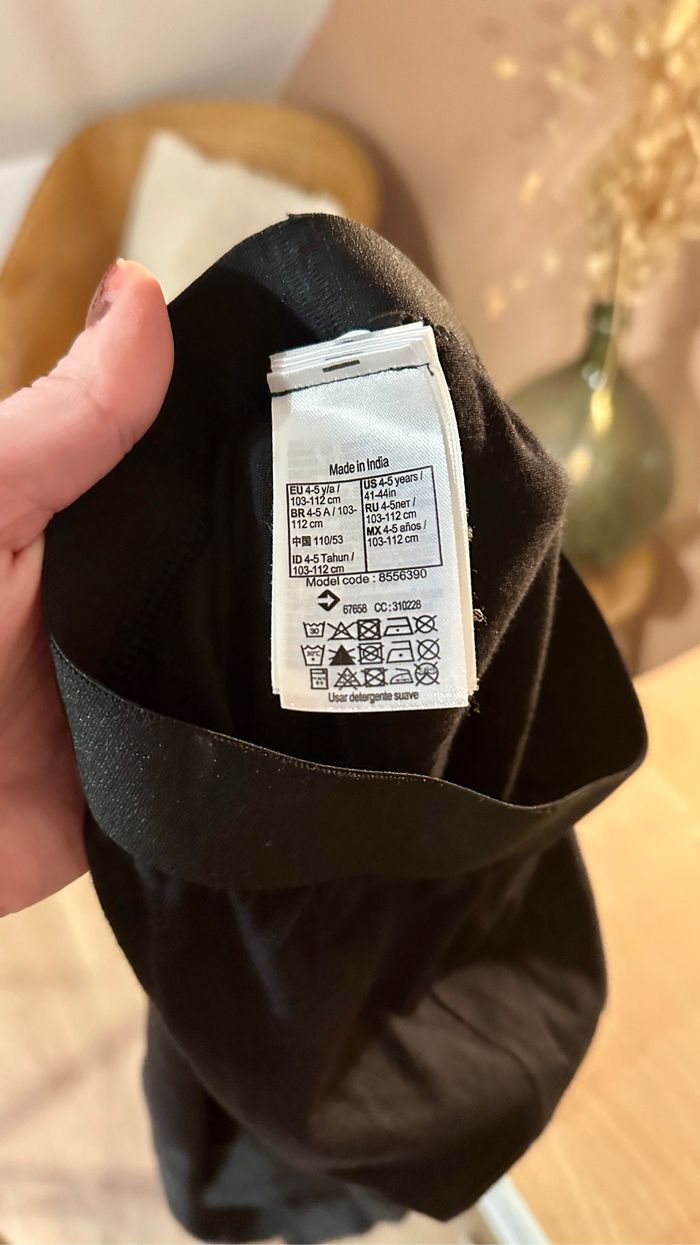 Made in India
EU 4-5 y/a /
103-112 cm
BR 4-5 A / 103-
112 cm
中国 110/53
ID 4-5 Tahun /
103-112 cm
US 4-5 years /
41-44in
RU 4-5лет /
103-112 cm
MX 4-5 años /
103-112 cm
Model code : 8556390
67658 CC:310228
30
30°C
Usar detergente suave